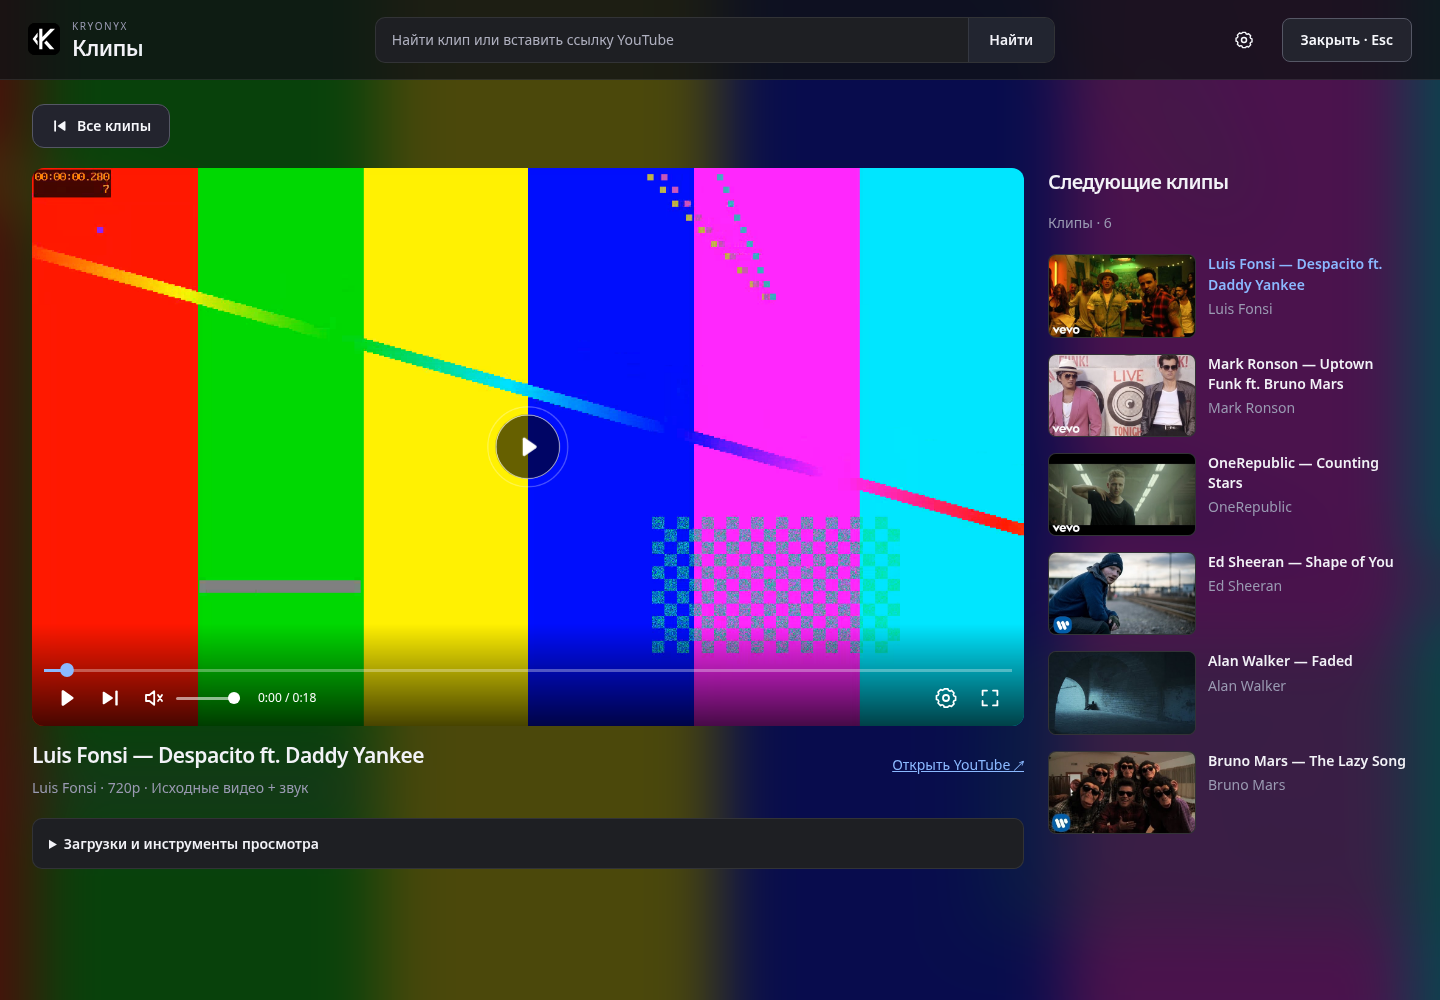 KRYONYX
Клипы
Найти клип или вставить ссылку YouTube
Найти
Закрыть · Esc
Все клипы
00:00:00.280
7
0:00 / 0:18
Luis Fonsi — Despacito ft. Daddy Yankee
Открыть YouTube ↗
Luis Fonsi · 720p · Исходные видео + звук
Загрузки и инструменты просмотра
Следующие клипы
Клипы · 6
vevo
Luis Fonsi — Despacito ft.
Daddy Yankee
Luis Fonsi
LIVE
vevo
Mark Ronson — Uptown
Funk ft. Bruno Mars
Mark Ronson
vevo
OneRepublic — Counting
Stars
OneRepublic
Ed Sheeran — Shape of You
Ed Sheeran
Alan Walker — Faded
Alan Walker
Bruno Mars — The Lazy Song
Bruno Mars